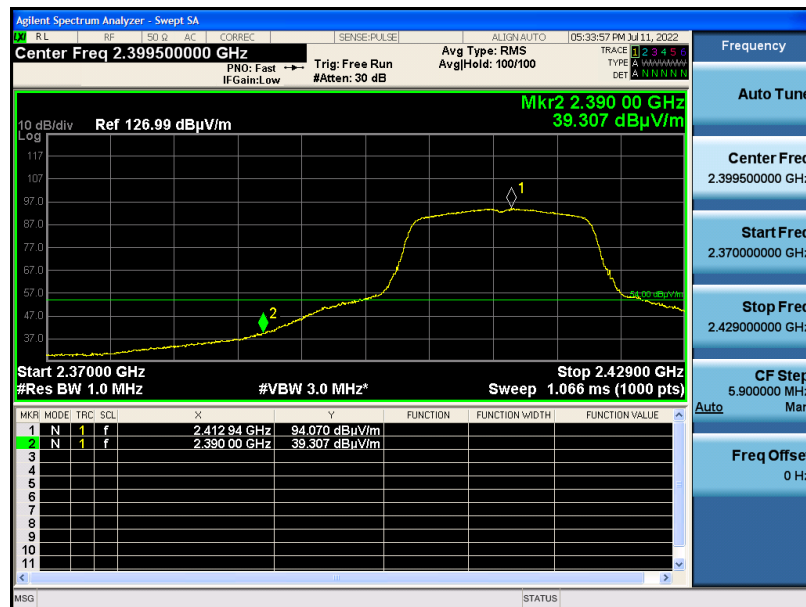 Agilent Spectrum Analyzer - Swept SA
LXI RL RF 50 Ω AC CORREC SENSE:PULSE ALIGN AUTO 05:33:57 PM Jul 11, 2022
Center Freq 2.399500000 GHz
PNO: Fast
IFGain:Low
Trig: Free Run
#Atten: 30 dB
Avg Type: RMS
Avg|Hold: 100/100
TRACE 1 2 3 4 5 6
TYPE A WWWWW
DET A N N N N N
Mkr2 2.390 00 GHz
39.307 dBµV/m
10 dB/div Ref 126.99 dBµV/m
Log
117
107
97.0
87.0
77.0
67.0
57.0
47.0
37.0
1
2
54.00 dBµV/m
Start 2.37000 GHz Stop 2.42900 GHz
#Res BW 1.0 MHz #VBW 3.0 MHz* Sweep 1.066 ms (1000 pts)
MKR MODE TRC SCL X Y FUNCTION FUNCTION WIDTH FUNCTION VALUE
1 N 1 f 2.412 94 GHz 94.070 dBµV/m
2 N 1 f 2.390 00 GHz 39.307 dBµV/m
3
4
5
6
7
8
9
10
11
MSG STATUS
Frequency
Auto Tune
Center Freq
2.399500000 GHz
Start Freq
2.370000000 GHz
Stop Freq
2.429000000 GHz
CF Step
5.900000 MHz
Auto Man
Freq Offset
0 Hz